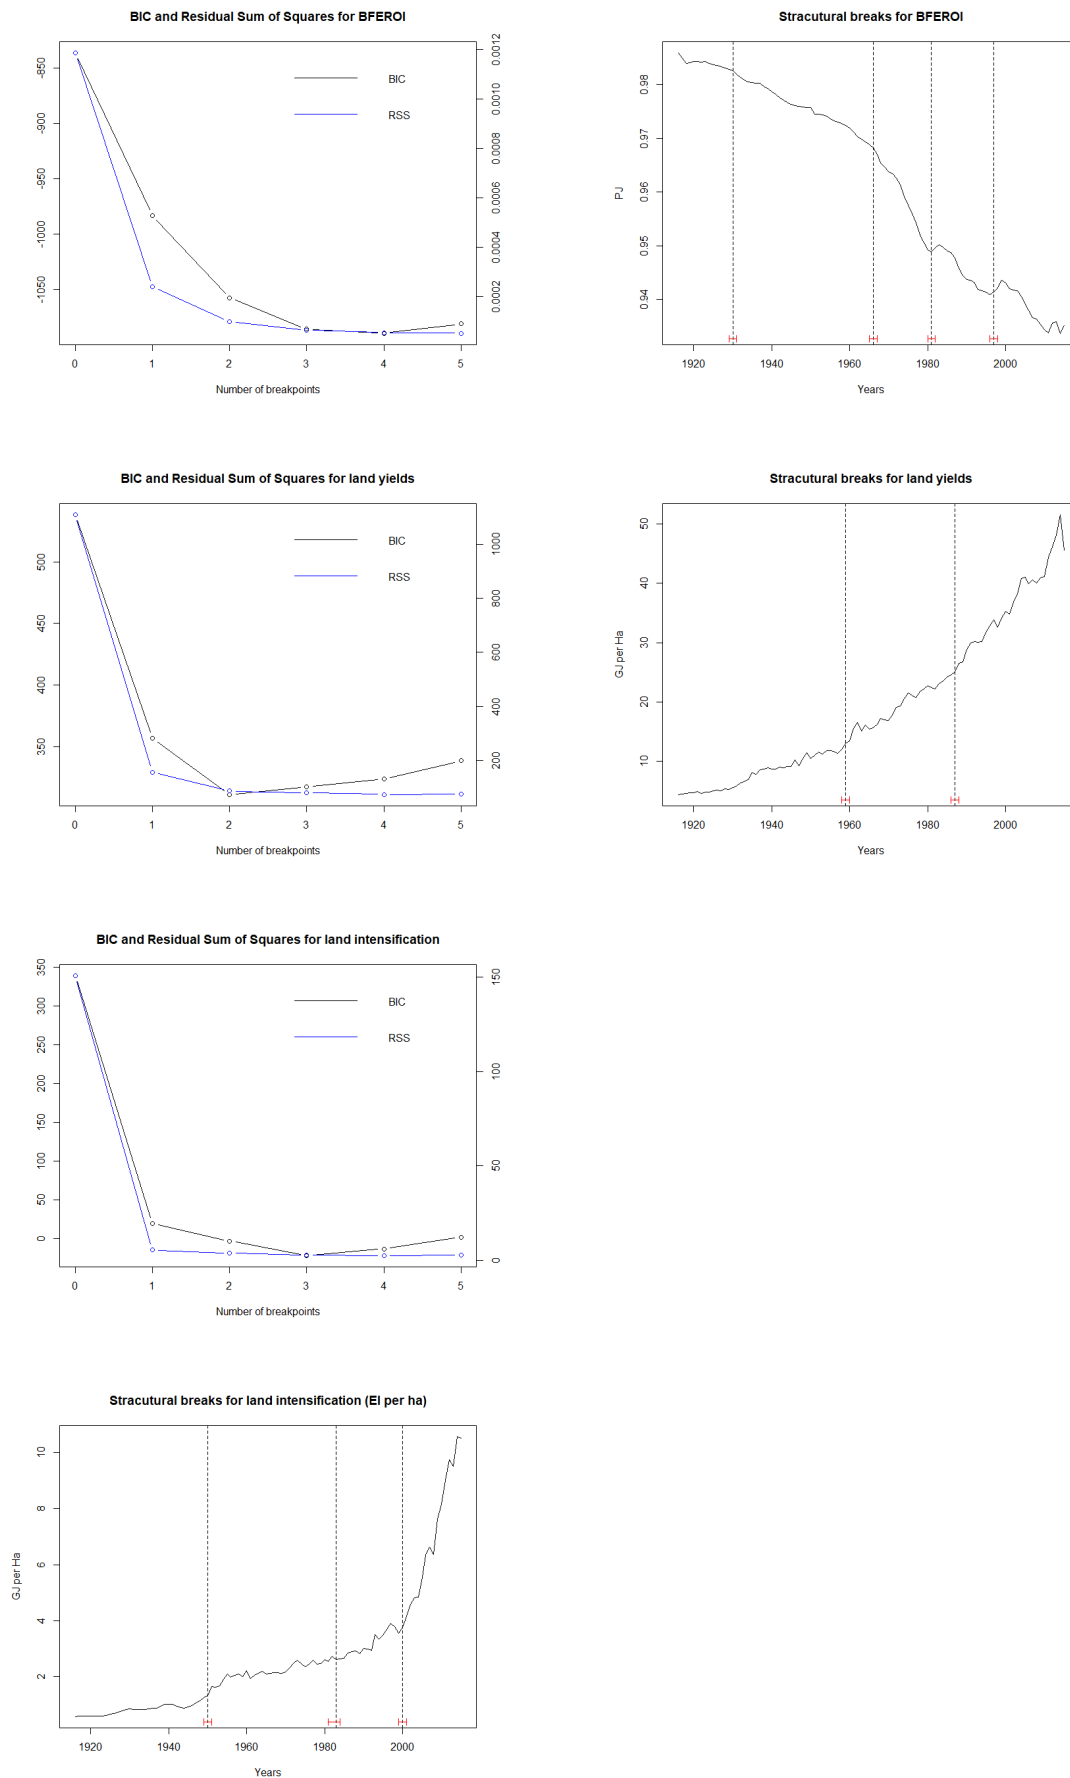 BIC and Residual Sum of Squares for BFEROI
BIC
RSS
-850
-900
-950
-1000
-1050
0.0012
0.0010
0.0008
0.0006
0.0004
0.0002
0 1 2 3 4 5
Number of breakpoints
Stracutural breaks for BFEROI
PJ
0.98
0.97
0.96
0.95
0.94
1920 1940 1960 1980 2000
Years
BIC and Residual Sum of Squares for land yields
BIC
RSS
500
450
400
350
1000
800
600
400
200
0 1 2 3 4 5
Number of breakpoints
Stracutural breaks for land yields
GJ per Ha
50
40
30
20
10
1920 1940 1960 1980 2000
Years
BIC and Residual Sum of Squares for land intensification
BIC
RSS
350
300
250
200
150
100
50
0
150
100
50
0
0 1 2 3 4 5
Number of breakpoints
Stracutural breaks for land intensification (EI per ha)
GJ per Ha
10
8
6
4
2
1920 1940 1960 1980 2000
Years